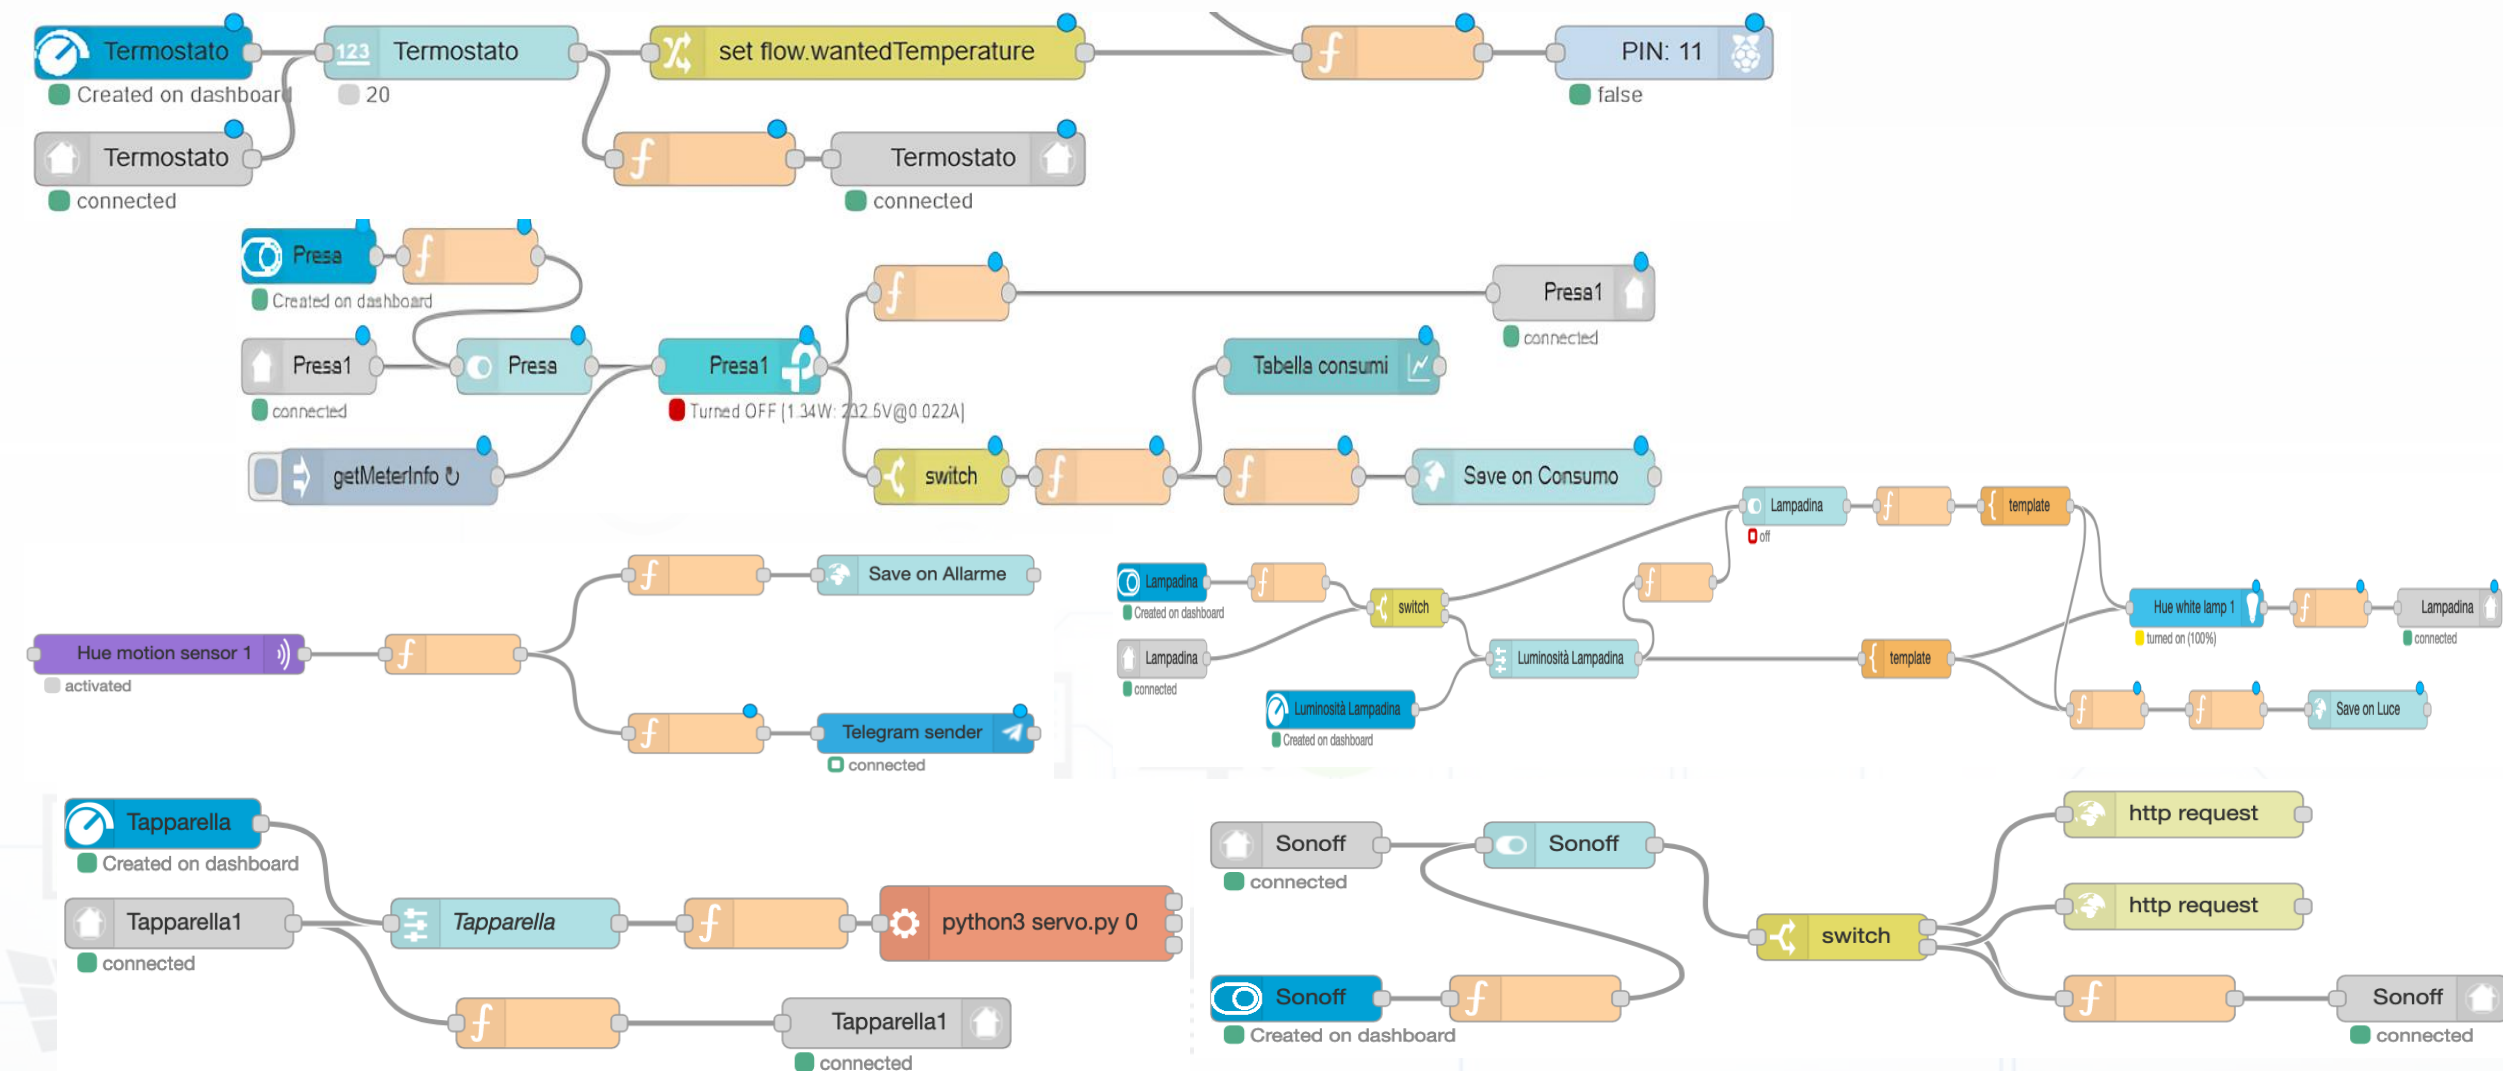 Termostato
Termostato
set flow.wantedTemperature
PIN: 11
Created on dashboard
20
false
Termostato
Termostato
connected
connected
Presa
Created on dashboard
Presa1
connected
Presa1
Presa
Presa1
Tabella consumi
connected
Turned OFF (1.34W: 232.5V@0.022A)
getMeterInfo ↻
switch
Save on Consumo
Save on Allarme
Hue motion sensor 1
activated
Telegram sender
connected
Lampadina
template
off
Lampadina
Created on dashboard
switch
Hue white lamp 1
Lampadina
turned on (100%)
connected
Lampadina
connected
Luminosità Lampadina
template
Luminosità Lampadina
Created on dashboard
Save on Luce
Tapparella
Created on dashboard
Tapparella1
connected
Tapparella
python3 servo.py 0
Tapparella1
connected
Sonoff
connected
Sonoff
http request
http request
switch
Sonoff
Created on dashboard
Sonoff
connected